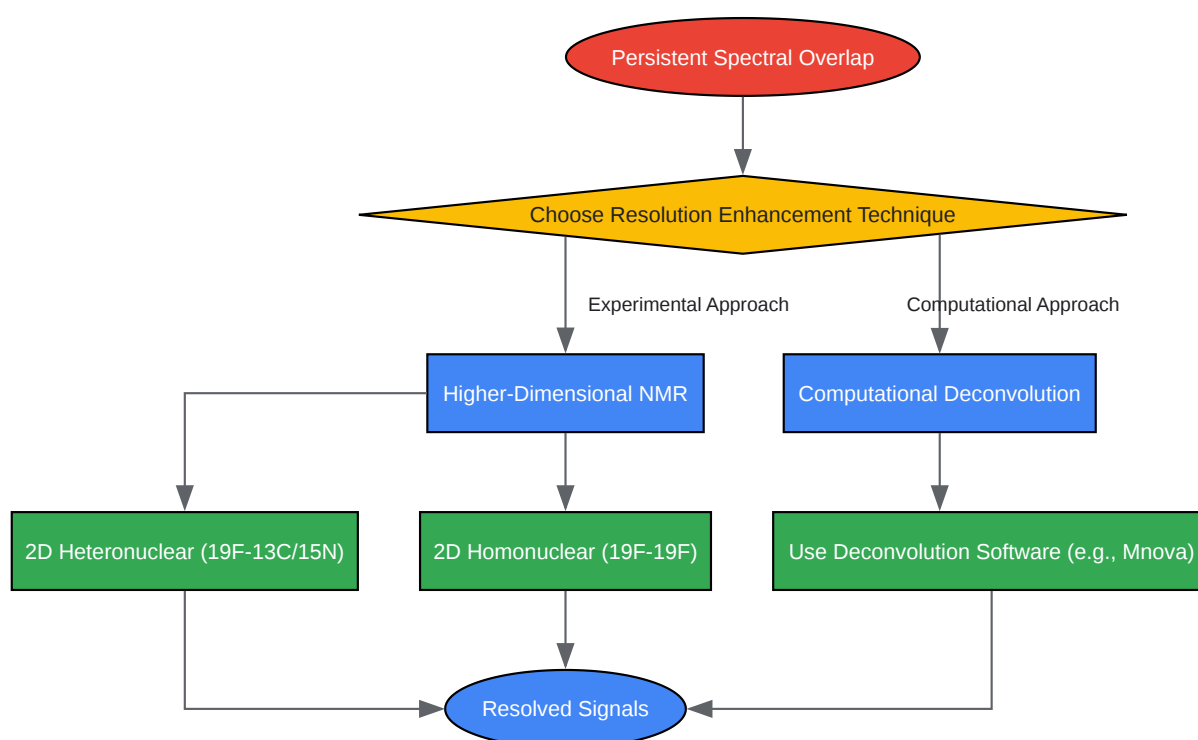 Persistent Spectral Overlap
Choose Resolution Enhancement Technique
Experimental Approach
Computational Approach
Higher-Dimensional NMR
Computational Deconvolution
2D Heteronuclear (19F-13C/15N)
2D Homonuclear (19F-19F)
Use Deconvolution Software (e.g., Mnova)
Resolved Signals